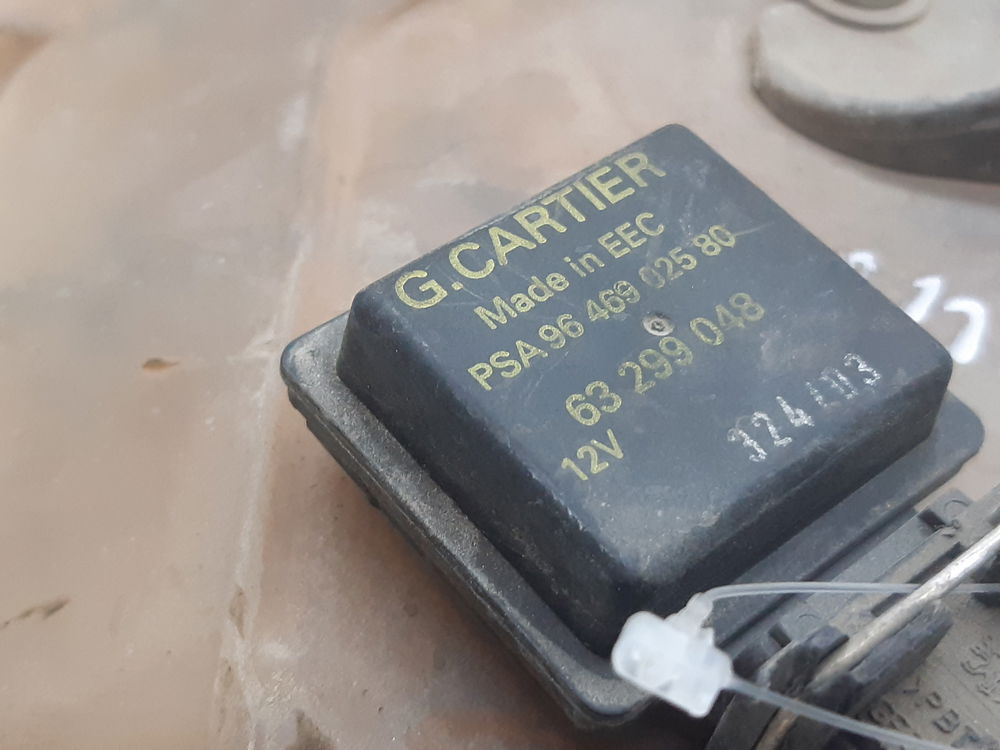 G.CARTIER
Made in EEC
PSA 96 469 025 80
63 299 048
12V